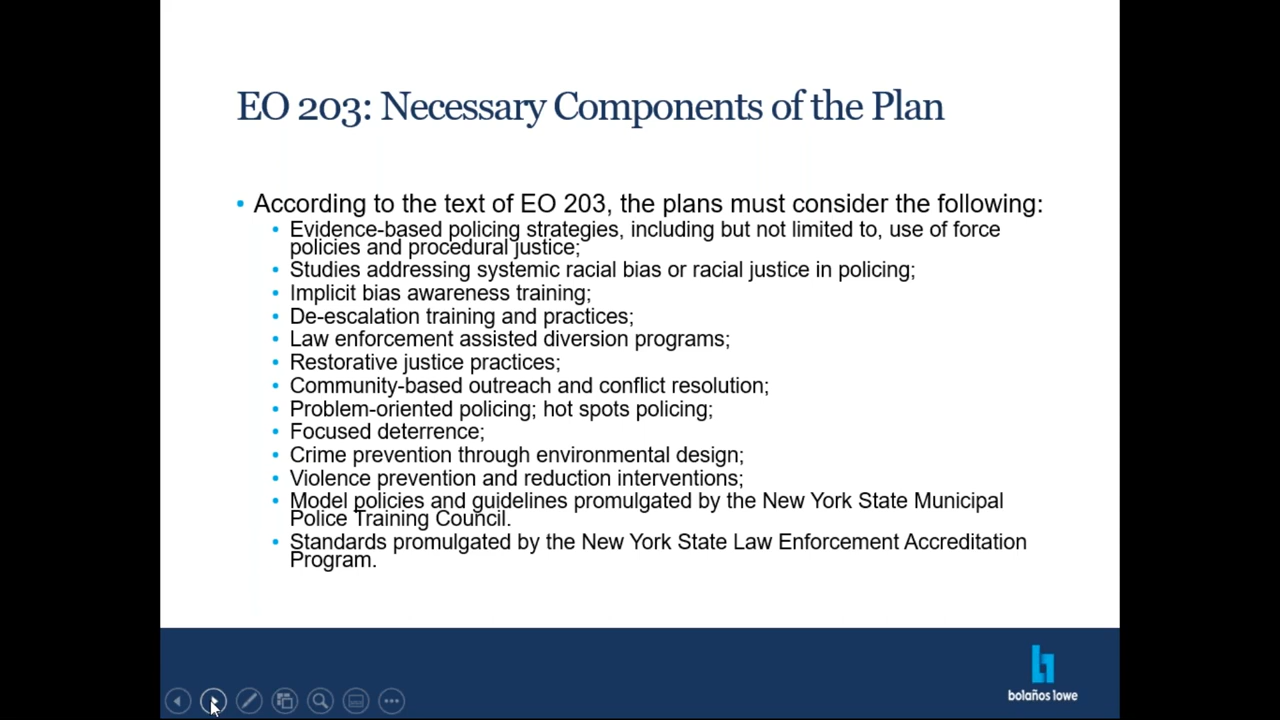 EO 203: Necessary Components of the Plan
• According to the text of EO 203, the plans must consider the following:
• Evidence-based policing strategies, including but not limited to, use of force
policies and procedural justice;
• Studies addressing systemic racial bias or racial justice in policing;
• Implicit bias awareness training;
• De-escalation training and practices;
• Law enforcement assisted diversion programs;
• Restorative justice practices;
• Community-based outreach and conflict resolution;
• Problem-oriented policing; hot spots policing;
• Focused deterrence;
• Crime prevention through environmental design;
• Violence prevention and reduction interventions;
• Model policies and guidelines promulgated by the New York State Municipal
Police Training Council.
• Standards promulgated by the New York State Law Enforcement Accreditation
Program.
bolaños lowe